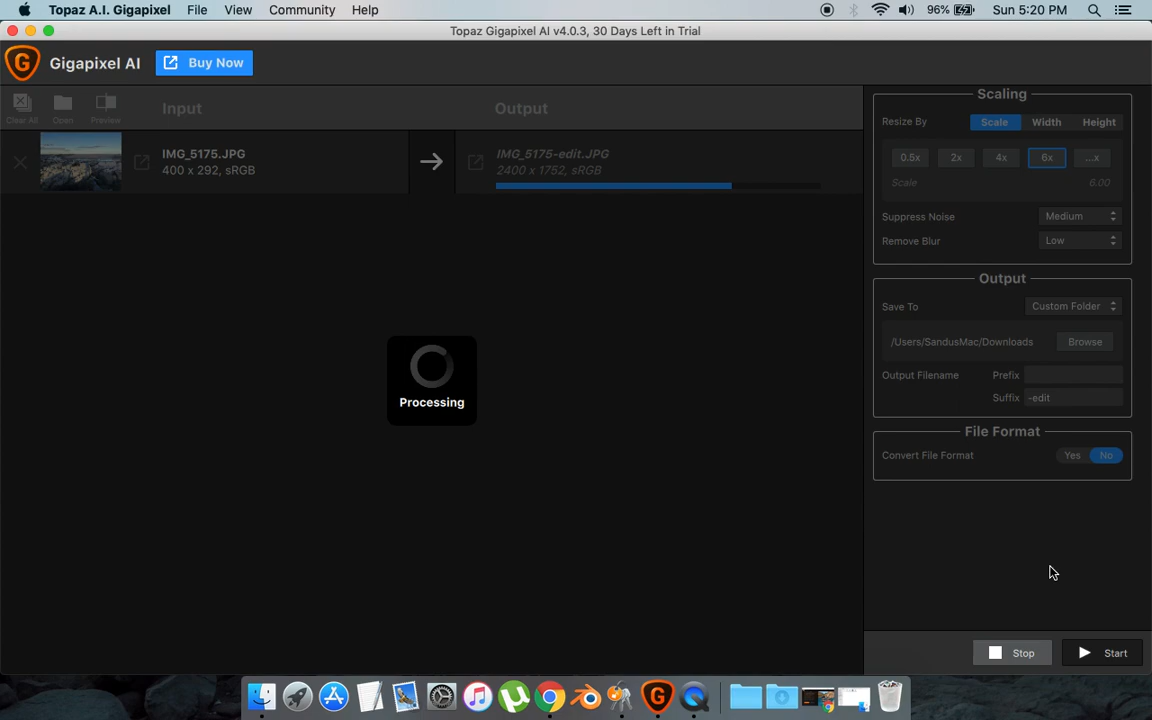 Topaz A.I. Gigapixel File View Community Help 96% Sun 5:20 PM
Topaz Gigapixel AI v4.0.3, 30 Days Left in Trial
G Gigapixel AI Buy Now
Clear All Open Preview Input Output
IMG_5175.JPG
400 x 292, sRGB
IMG_5175-edit.JPG
2400 x 1752, sRGB
Processing
Scaling
Resize By Scale Width Height
0.5x 2x 4x 6x ...x
Scale 6.00
Suppress Noise Medium
Remove Blur Low
Output
Save To Custom Folder
/Users/SandusMac/Downloads Browse
Output Filename Prefix
Suffix -edit
File Format
Convert File Format Yes No
Stop Start
G